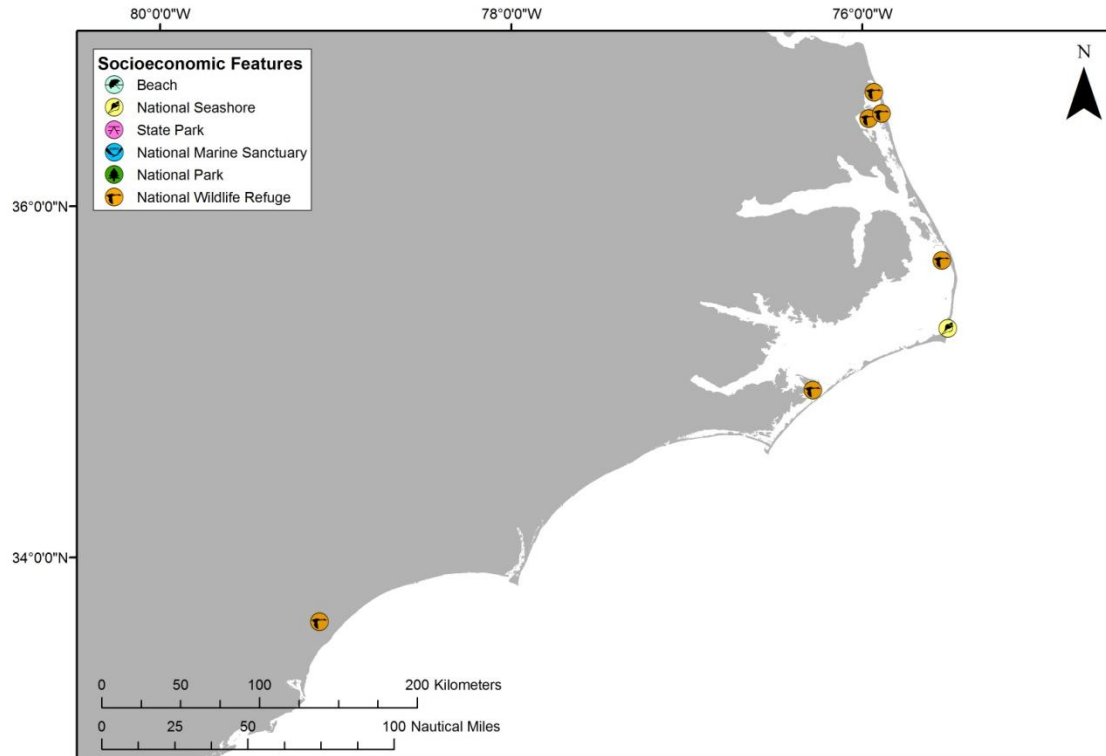 80°0'0"W 78°0'0"W 76°0'0"W
N
Socioeconomic Features
Beach
National Seashore
State Park
National Marine Sanctuary
National Park
National Wildlife Refuge
36°0'0"N
34°0'0"N
0 50 100 200 Kilometers
0 25 50 100 Nautical Miles